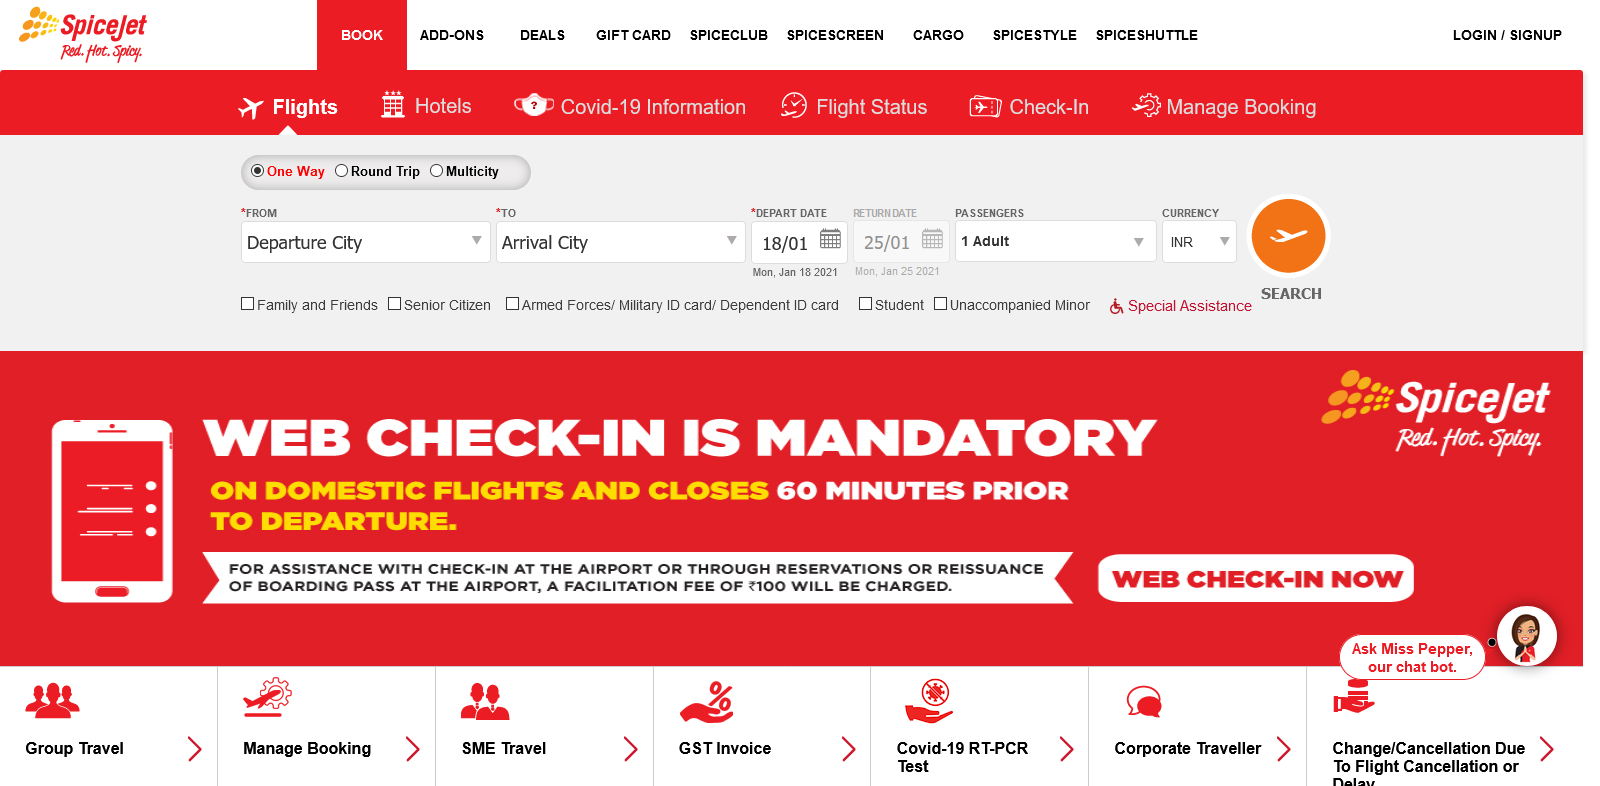 SpiceJet
Red. Hot. Spicy.
BOOK ADD-ONS DEALS GIFT CARD SPICECLUB SPICESCREEN CARGO SPICESTYLE SPICESHUTTLE LOGIN / SIGNUP
Flights Hotels ? Covid-19 Information Flight Status Check-In Manage Booking
One Way Round Trip Multicity
*FROM *TO *DEPART DATE RETURN DATE PASSENGERS CURRENCY
Departure City Arrival City 18/01 25/01 1 Adult INR
Mon, Jan 18 2021 Mon, Jan 25 2021
SEARCH
Family and Friends Senior Citizen Armed Forces/ Military ID card/ Dependent ID card Student Unaccompanied Minor Special Assistance
SpiceJet
Red. Hot. Spicy.
WEB CHECK-IN IS MANDATORY
ON DOMESTIC FLIGHTS AND CLOSES 60 MINUTES PRIOR
TO DEPARTURE.
FOR ASSISTANCE WITH CHECK-IN AT THE AIRPORT OR THROUGH RESERVATIONS OR REISSUANCE
OF BOARDING PASS AT THE AIRPORT, A FACILITATION FEE OF ₹100 WILL BE CHARGED.
WEB CHECK-IN NOW
Ask Miss Pepper,
our chat bot.
Group Travel
Manage Booking
SME Travel
GST Invoice
Covid-19 RT-PCR
Test
Corporate Traveller
Change/Cancellation Due
To Flight Cancellation or
Delay